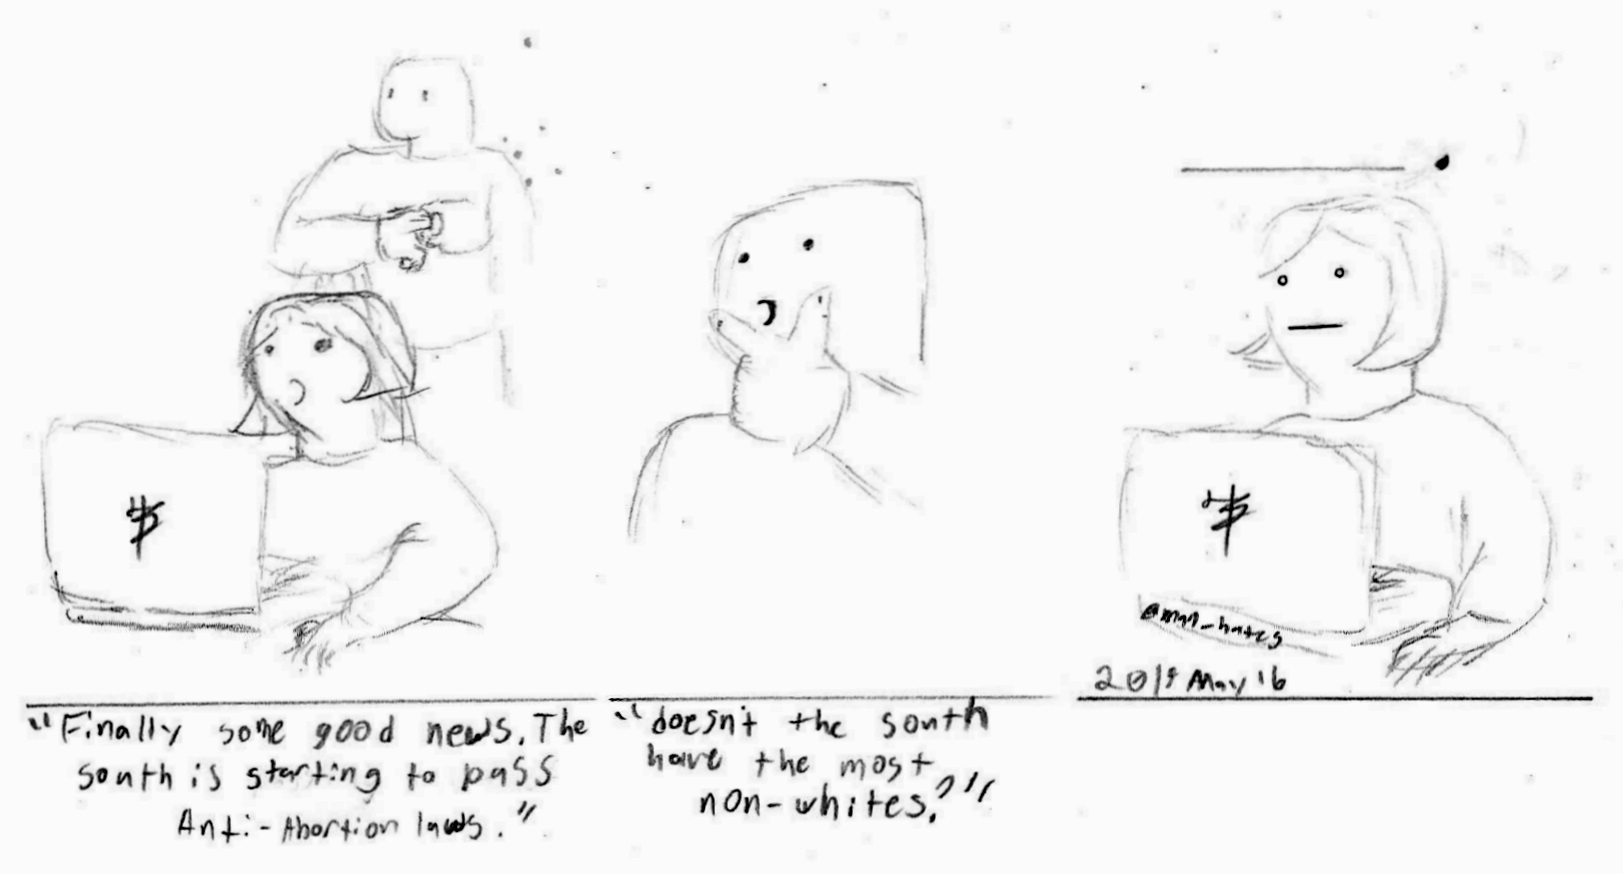 "Finally some good news. The
south is starting to pass
Anti-Abortion laws."
"doesn't the south
have the most
non-whites?"
2019 May 16